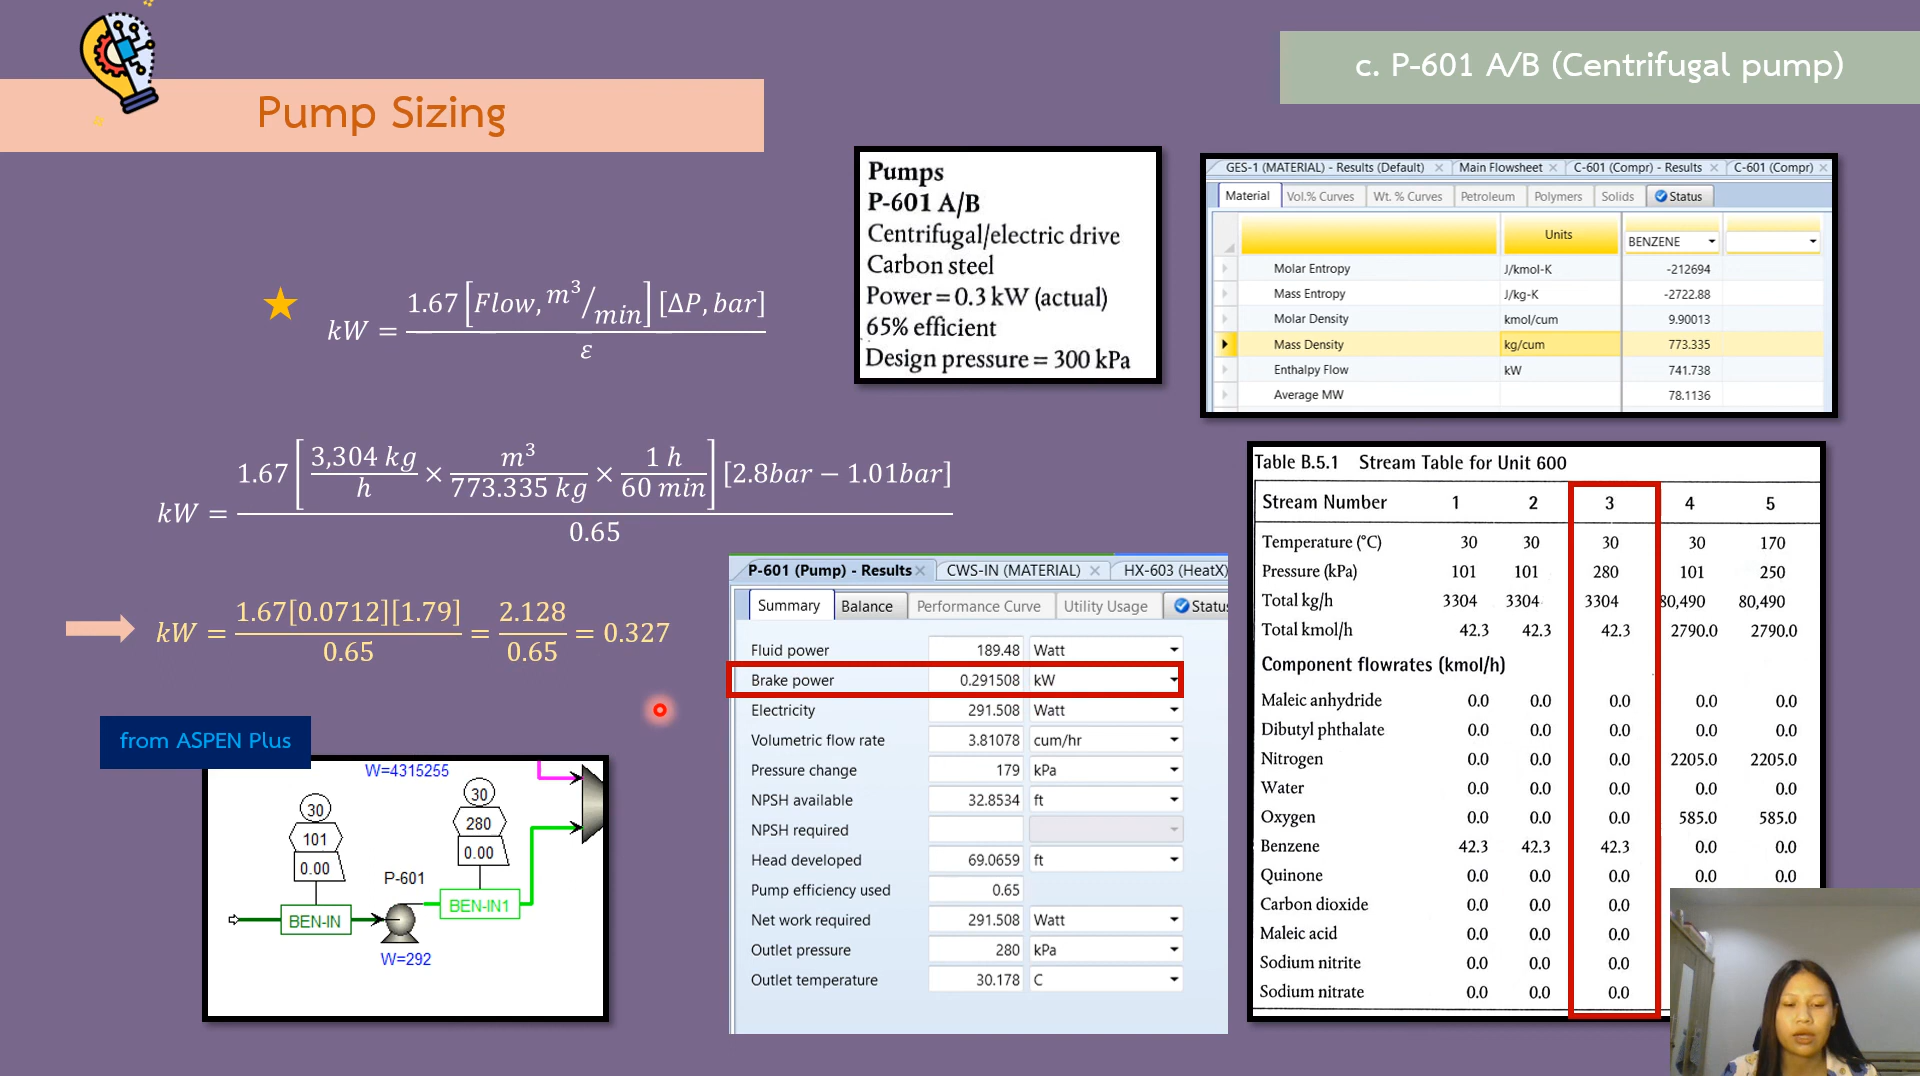 c. P-601 A/B (Centrifugal pump)
Pump Sizing
kW = 1.67 [Flow, m³/min] [ΔP, bar] / ε
kW = 1.67 [3,304 kg / h × m³ / 773.335 kg × 1 h / 60 min] [2.8bar − 1.01bar] / 0.65
kW = 1.67[0.0712][1.79] / 0.65 = 2.128 / 0.65 = 0.327
Pumps
P-601 A/B
Centrifugal/electric drive
Carbon steel
Power = 0.3 kW (actual)
65% efficient
Design pressure = 300 kPa
GES-1 (MATERIAL) - Results (Default) Main Flowsheet C-601 (Compr) - Results C-601 (Compr)
Material Vol.% Curves Wt. % Curves Petroleum Polymers Solids Status
Units
BENZENE
Molar Entropy J/kmol-K -212694
Mass Entropy J/kg-K -2722.88
Molar Density kmol/cum 9.90013
Mass Density kg/cum 773.335
Enthalpy Flow kW 741.738
Average MW 78.1136
Table B.5.1 Stream Table for Unit 600
Stream Number 1 2 3 4 5
Temperature (°C) 30 30 30 30 170
Pressure (kPa) 101 101 280 101 250
Total kg/h 3304 3304 3304 80,490 80,490
Total kmol/h 42.3 42.3 42.3 2790.0 2790.0
Component flowrates (kmol/h)
Maleic anhydride 0.0 0.0 0.0 0.0 0.0
Dibutyl phthalate 0.0 0.0 0.0 0.0 0.0
Nitrogen 0.0 0.0 0.0 2205.0 2205.0
Water 0.0 0.0 0.0 0.0 0.0
Oxygen 0.0 0.0 0.0 585.0 585.0
Benzene 42.3 42.3 42.3 0.0 0.0
Quinone 0.0 0.0 0.0 0.0 0.0
Carbon dioxide 0.0 0.0 0.0
Maleic acid 0.0 0.0 0.0
Sodium nitrite 0.0 0.0 0.0
Sodium nitrate 0.0 0.0 0.0
P-601 (Pump) - Results CWS-IN (MATERIAL) HX-603 (HeatX)
Summary Balance Performance Curve Utility Usage Status
Fluid power 189.48 Watt
Brake power 0.291508 kW
Electricity 291.508 Watt
Volumetric flow rate 3.81078 cum/hr
Pressure change 179 kPa
NPSH available 32.8534 ft
NPSH required
Head developed 69.0659 ft
Pump efficiency used 0.65
Net work required 291.508 Watt
Outlet pressure 280 kPa
Outlet temperature 30.178 C
from ASPEN Plus
W=4315255
30
101
0.00
30
280
0.00
P-601
BEN-IN
BEN-IN1
W=292